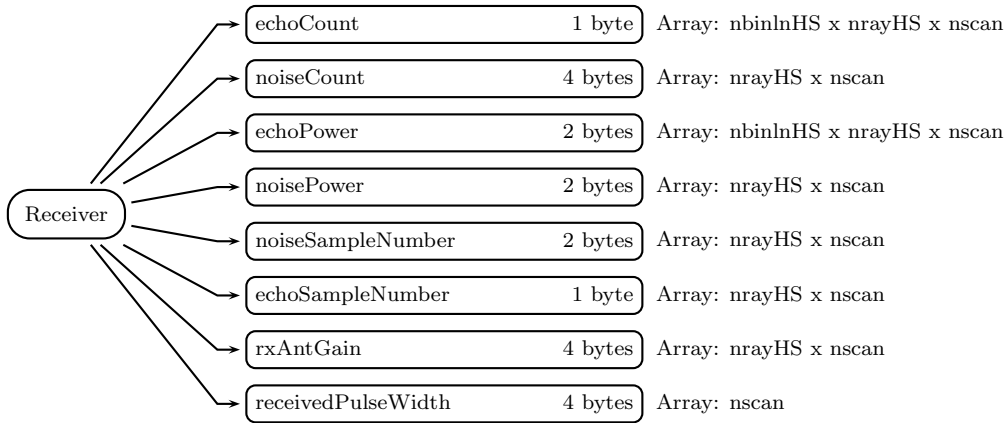 echoCount 1 byte Array: nbinlnHS x nrayHS x nscan
noiseCount 4 bytes Array: nrayHS x nscan
echoPower 2 bytes Array: nbinlnHS x nrayHS x nscan
noisePower 2 bytes Array: nrayHS x nscan
Receiver
noiseSampleNumber 2 bytes Array: nrayHS x nscan
echoSampleNumber 1 byte Array: nrayHS x nscan
rxAntGain 4 bytes Array: nrayHS x nscan
receivedPulseWidth 4 bytes Array: nscan